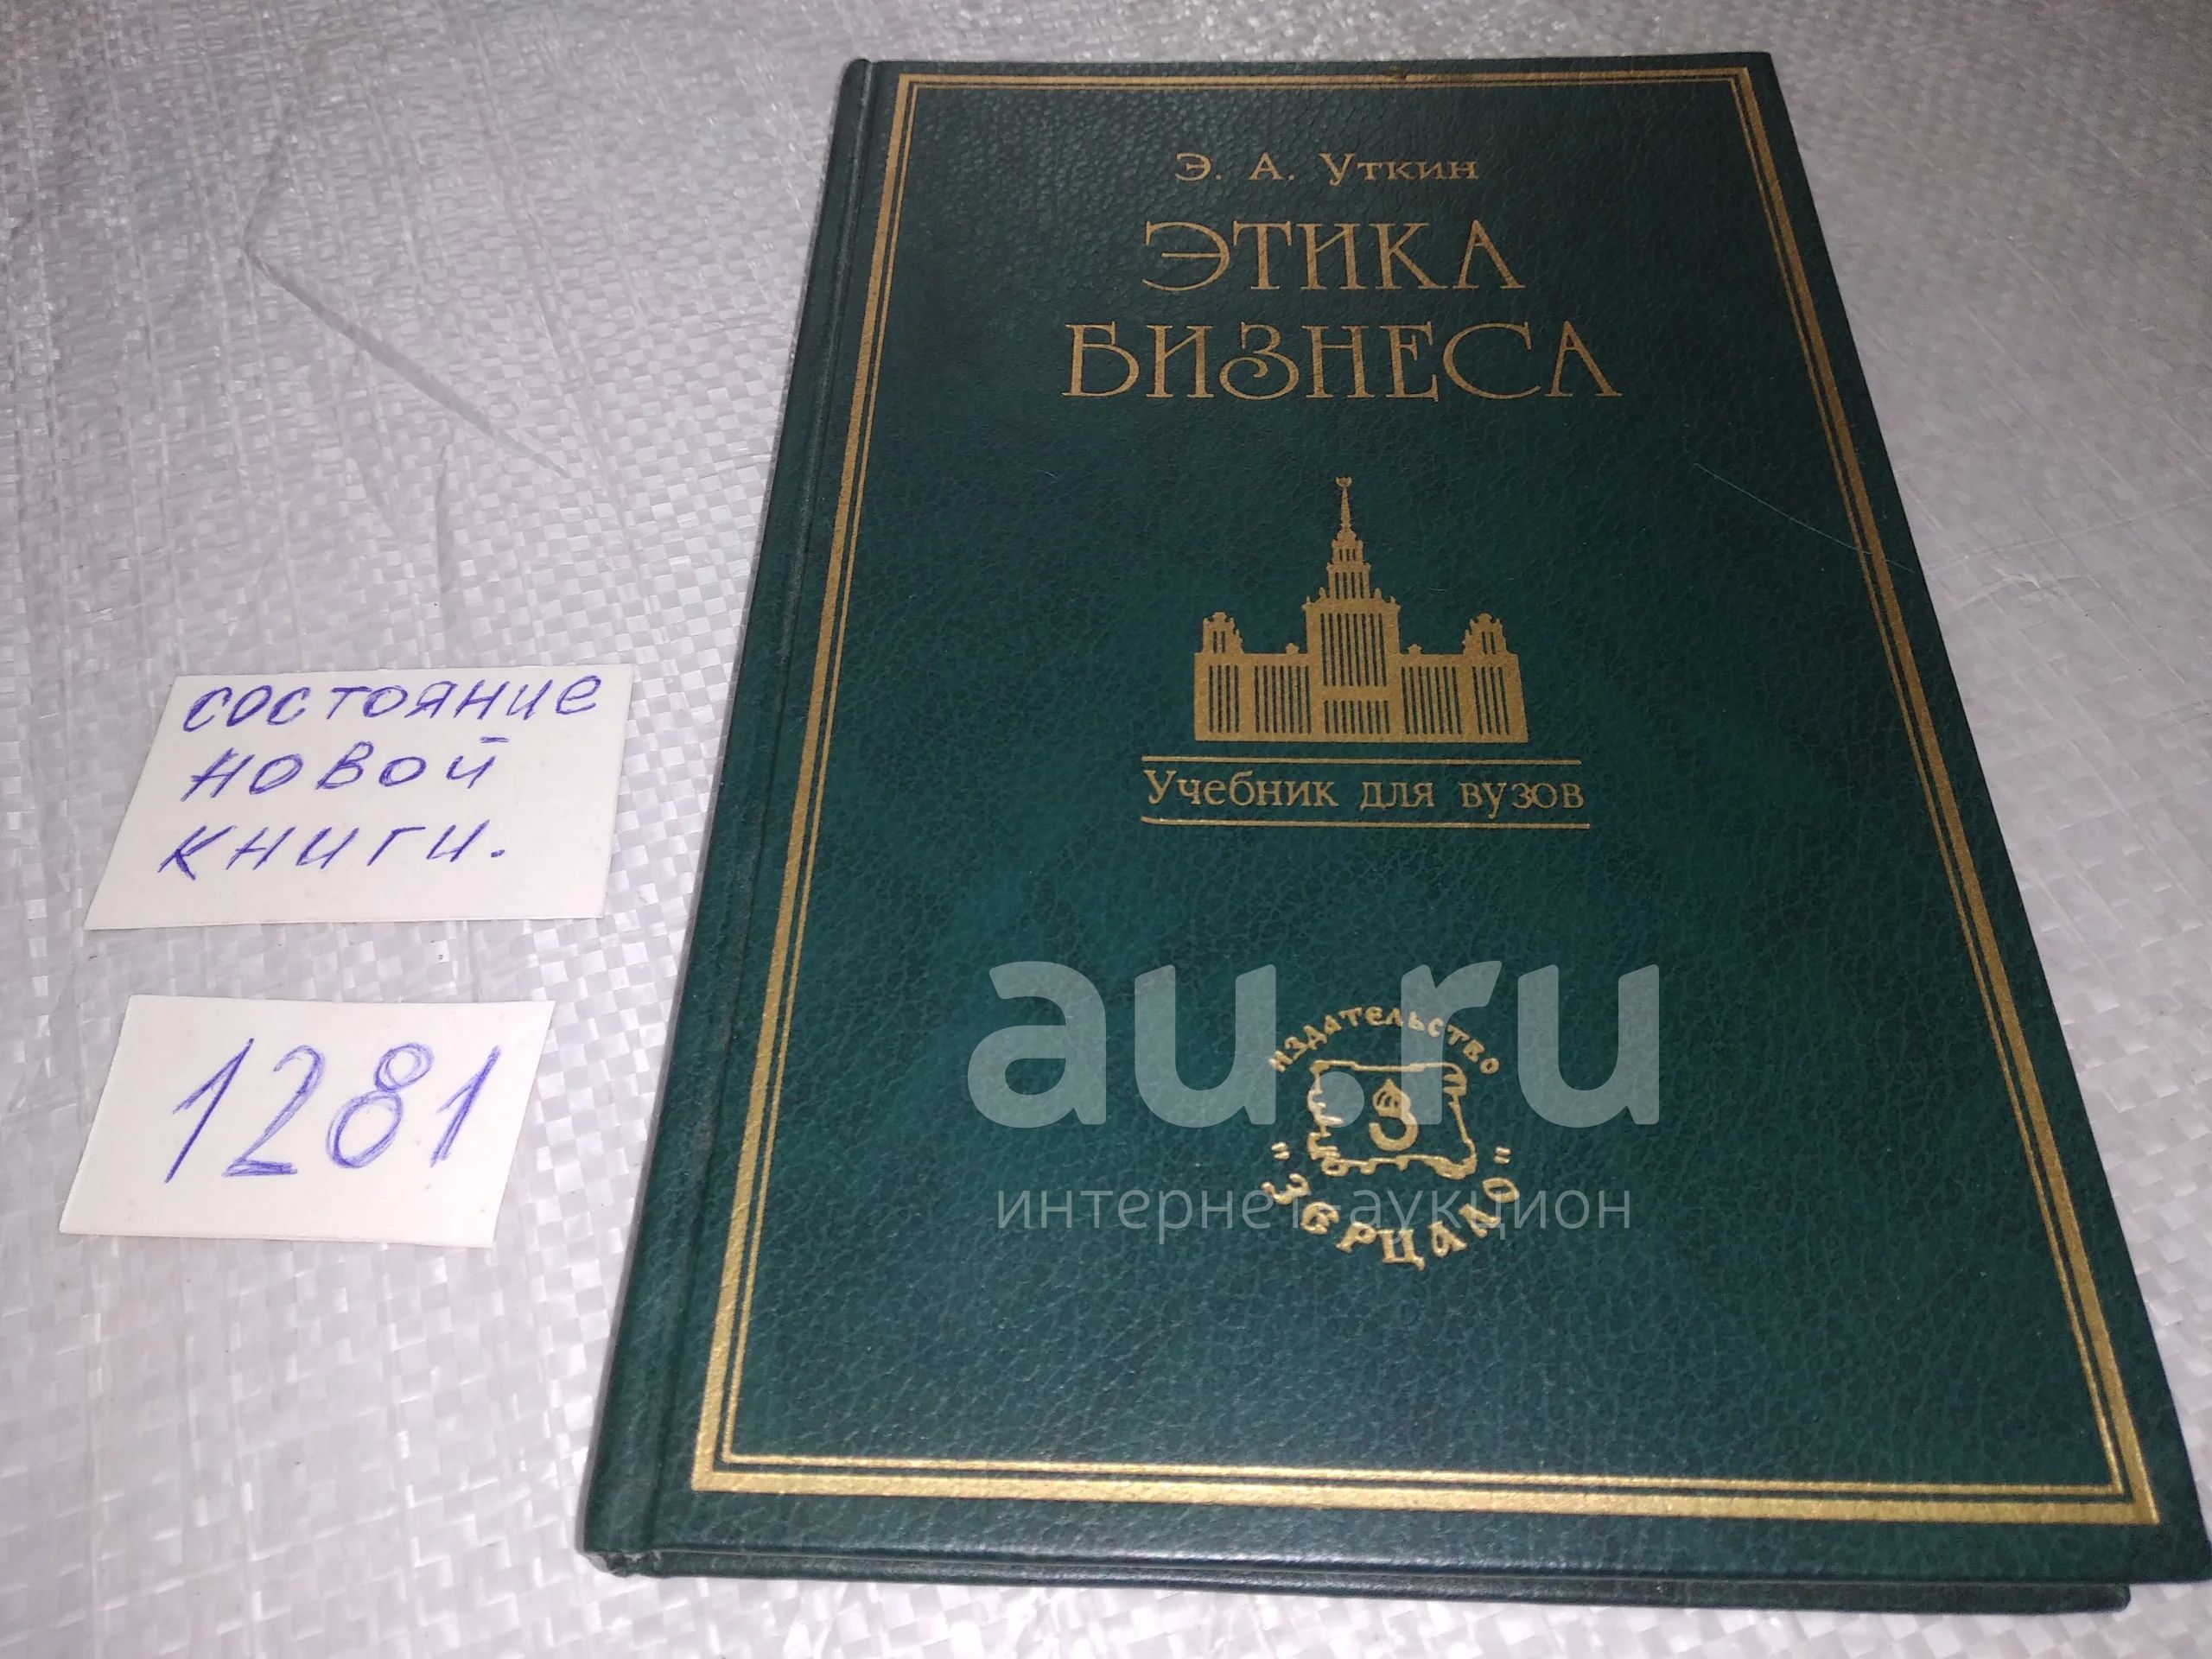 Э. А. Уткин
ЭТИКА
БИЗНЕСА
Учебник для вузов
ИЗДАТЕЛЬСТВО
"ЗЕРЦАЛО"
состояние
новой
книги.
1281
au.ru
интернет аукцион